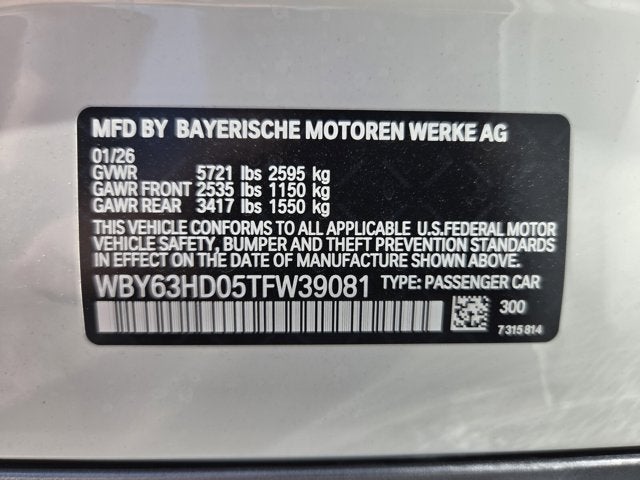 MFD BY BAYERISCHE MOTOREN WERKE AG
01/26
GVWR 5721 lbs 2595 kg
GAWR FRONT 2535 lbs 1150 kg
GAWR REAR 3417 lbs 1550 kg
THIS VEHICLE CONFORMS TO ALL APPLICABLE U.S.FEDERAL MOTOR
VEHICLE SAFETY, BUMPER AND THEFT PREVENTION STANDARDS
IN EFFECT ON THE DATE OF MANUFACTURE SHOWN ABOVE.
WBY63HD05TFW39081 TYPE: PASSENGER CAR
300
7 315 814